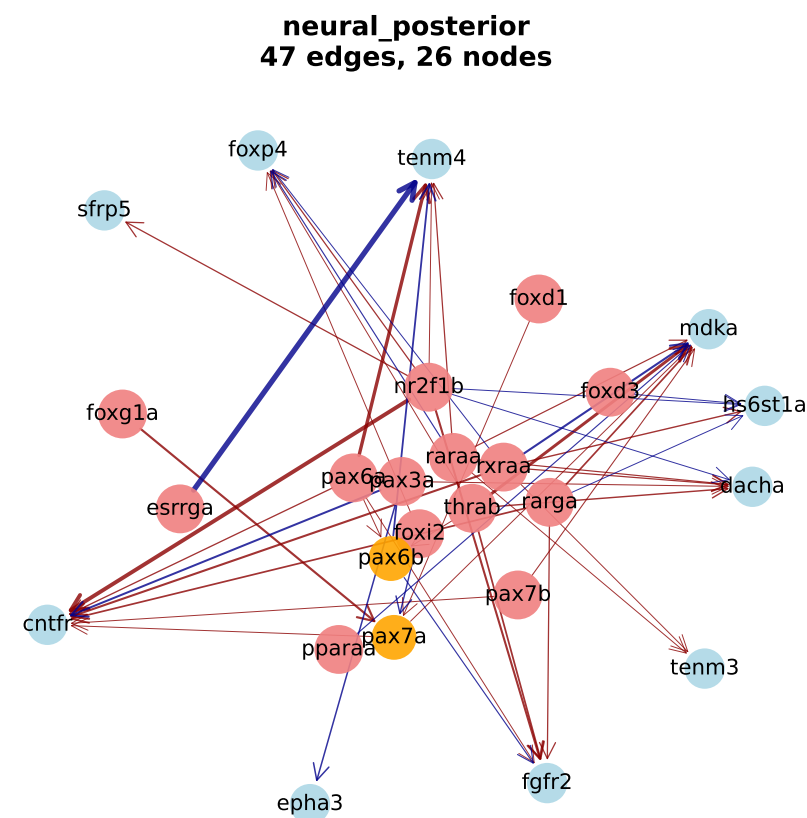 neural_posterior
47 edges, 26 nodes
foxp4
tenm4
sfrp5
foxd1
mdka
nr2f1b
foxd3
hs6st1a
foxg1a
raraa
rxraa
pax6a
pax3a
dacha
esrrga
thrab
rarga
foxi2
pax6b
pax7b
cntfr
pax7a
pparaa
tenm3
fgfr2
epha3